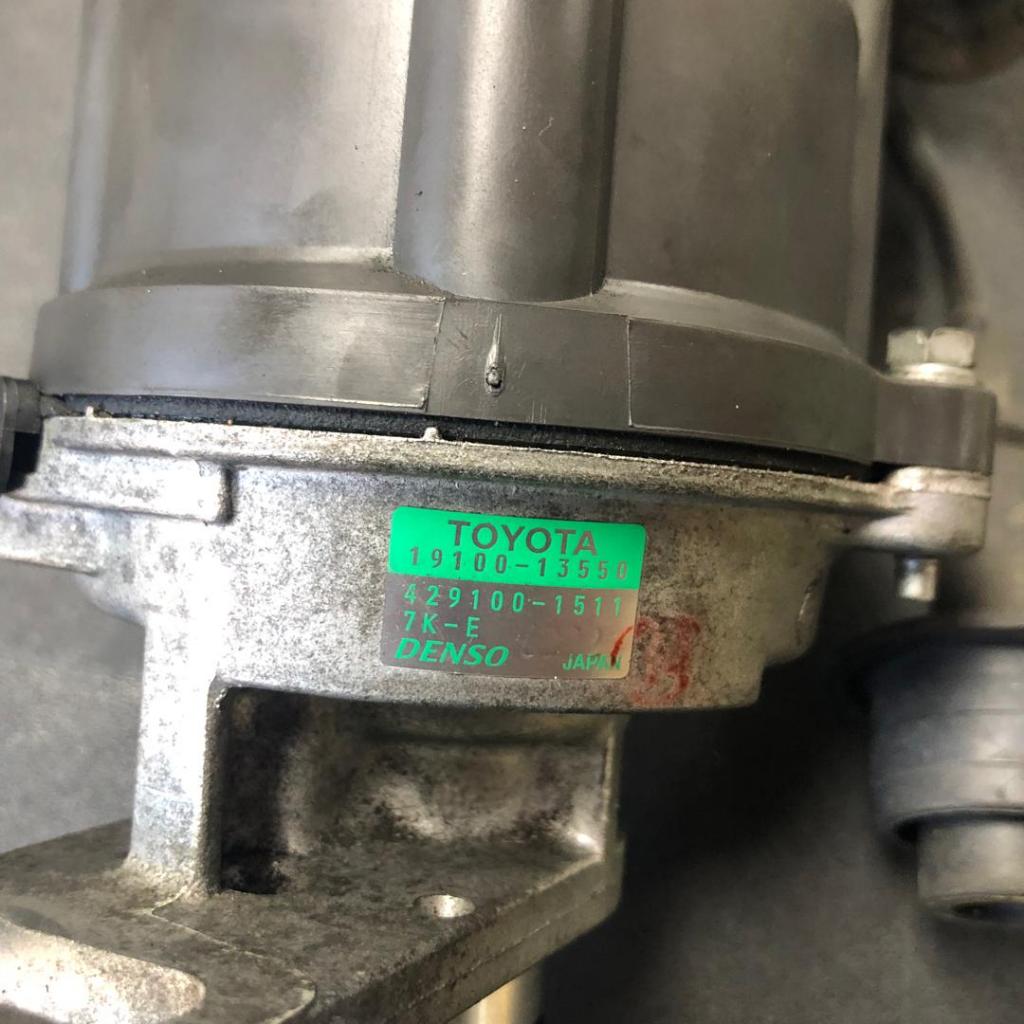 TOYOTA
19100-13550
429100-1511
7K-E
DENSO JAPAN